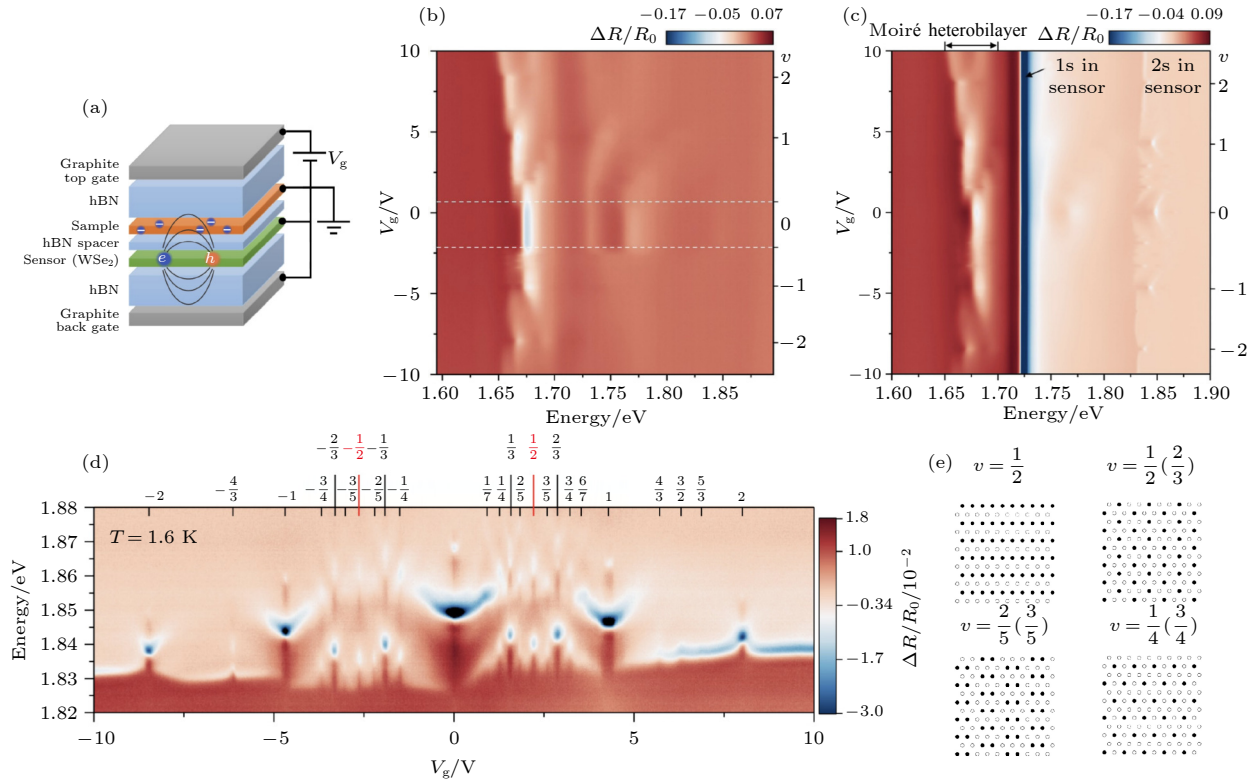 (a)
V_g
Graphite
top gate
hBN
Sample
hBN spacer
Sensor (WSe₂)
hBN
Graphite
back gate
e
h
(b)
−0.17 −0.05 0.07
ΔR/R₀
v
10
5
0
−5
−10
V_g/V
2
1
0
−1
−2
1.60 1.65 1.70 1.75 1.80 1.85
Energy/eV
(c)
−0.17 −0.04 0.09
Moiré heterobilayer
ΔR/R₀
v
1s in
sensor
2s in
sensor
10
5
0
−5
−10
V_g/V
2
1
0
−1
−2
1.60 1.65 1.70 1.75 1.80 1.85 1.90
Energy/eV
(d)
−2/3 −1/2 −1/3 1/3 1/2 2/3
−2 −4/3 −1 −3/4 −3/5 −2/5 −1/4 1/7 1/4 2/5 3/5 3/4 6/7 1 4/3 3/2 5/3 2
T = 1.6 K
1.88
1.87
1.86
1.85
1.84
1.83
1.82
Energy/eV
−10 −5 0 5 10
V_g/V
1.8
1.0
−0.34
−1.7
−3.0
ΔR/R₀/10⁻²
(e)
v = 1/2
v = 1/2(2/3)
v = 2/5(3/5)
v = 1/4(3/4)